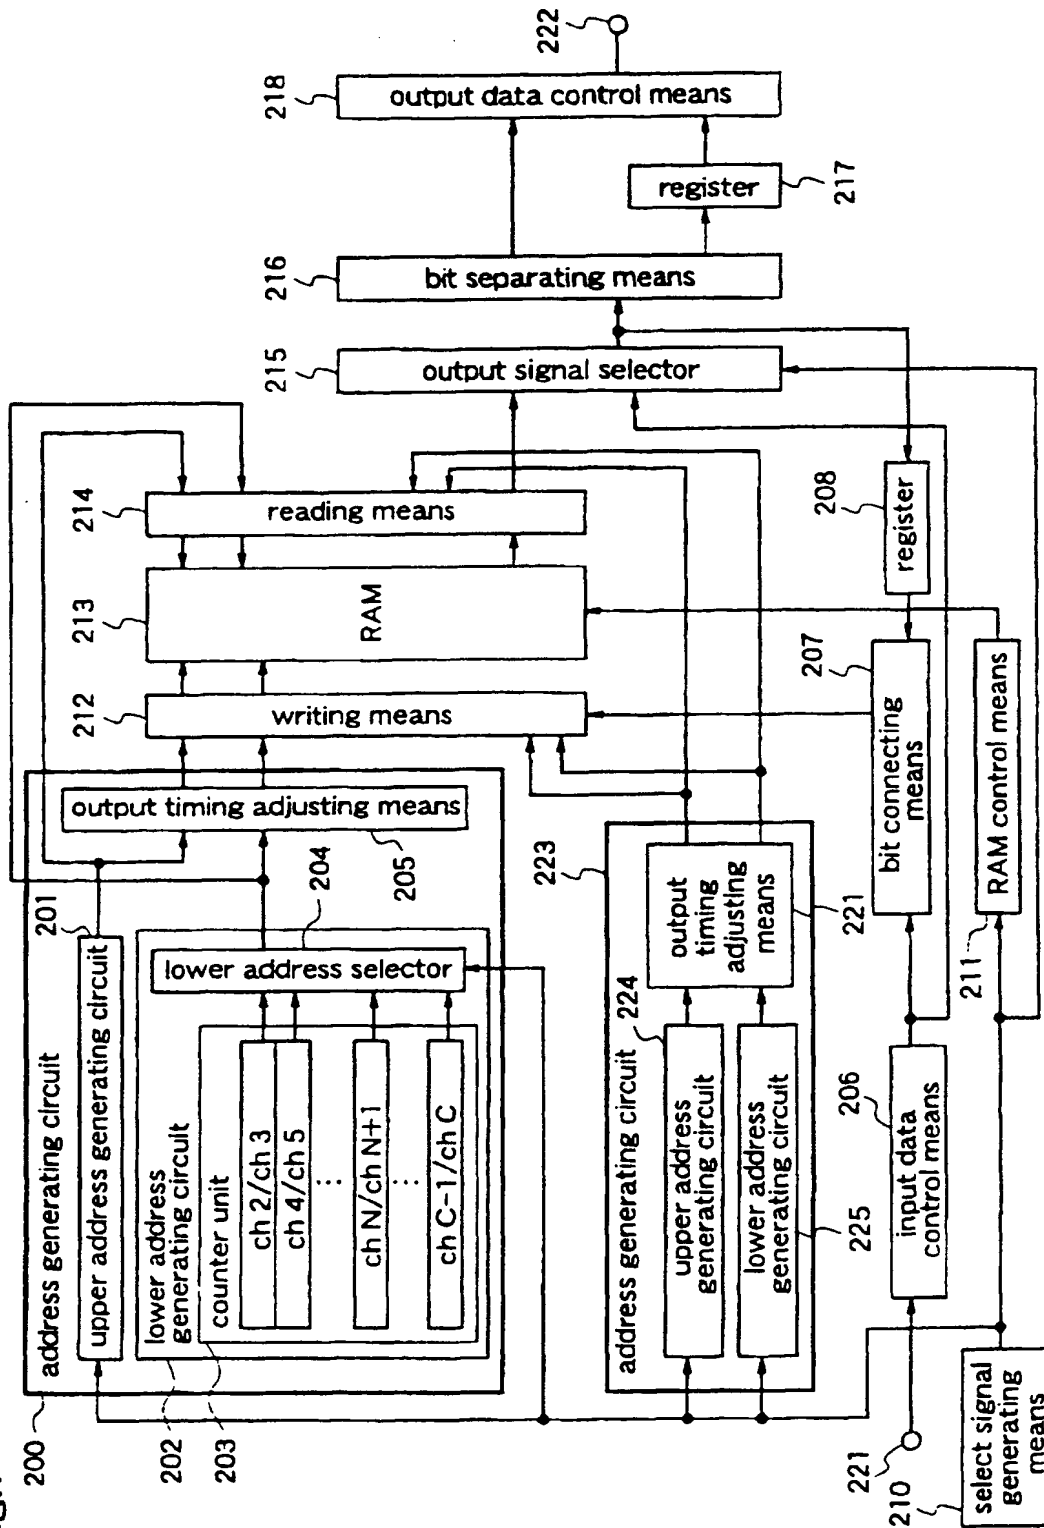 200
address generating circuit
201
upper address generating circuit
202
lower address
generating circuit
203
counter unit
ch 2/ch 3
ch 4/ch 5
...
ch N/ch N+1
...
ch C-1/ch C
204
lower address selector
205
output timing adjusting means
212
writing means
213
RAM
214
reading means
215
output signal selector
216
bit separating means
217
register
218
output data control means
222
223
address generating circuit
224
upper address
generating circuit
225
lower address
generating circuit
221
output
timing
adjusting
means
206
input data
control means
207
bit connecting
means
208
register
211
RAM control means
221
210
select signal
generating
means